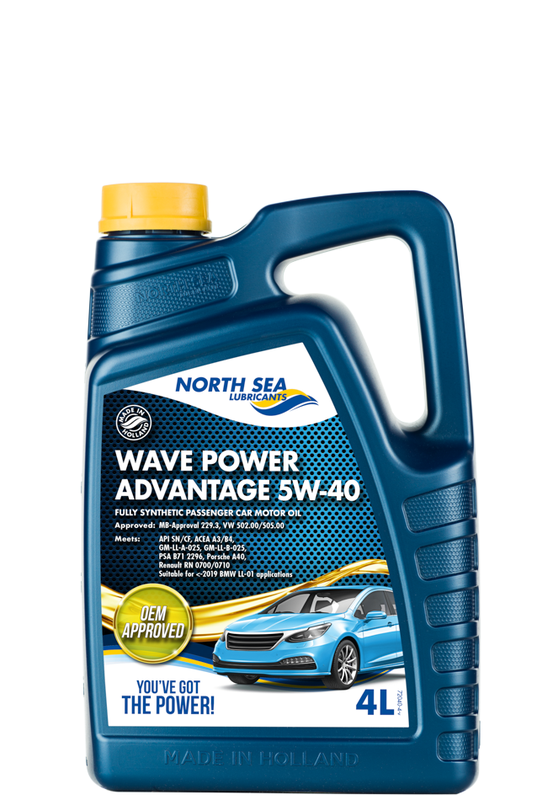 NORTH SEA
LUBRICANTS
MADE IN
HOLLAND
WAVE POWER
ADVANTAGE 5W-40
FULLY SYNTHETIC PASSENGER CAR MOTOR OIL
Approved: MB-Approval 229.3, VW 502.00/505.00
Meets: API SN/CF, ACEA A3/B4,
GM-LL-A-025, GM-LL-B-025,
PSA B71 2296, Porsche A40,
Renault RN 0700/0710
Suitable for <-2019 BMW LL-01 applications
OEM
APPROVED
YOU'VE GOT
THE POWER!
4L
MADE IN HOLLAND